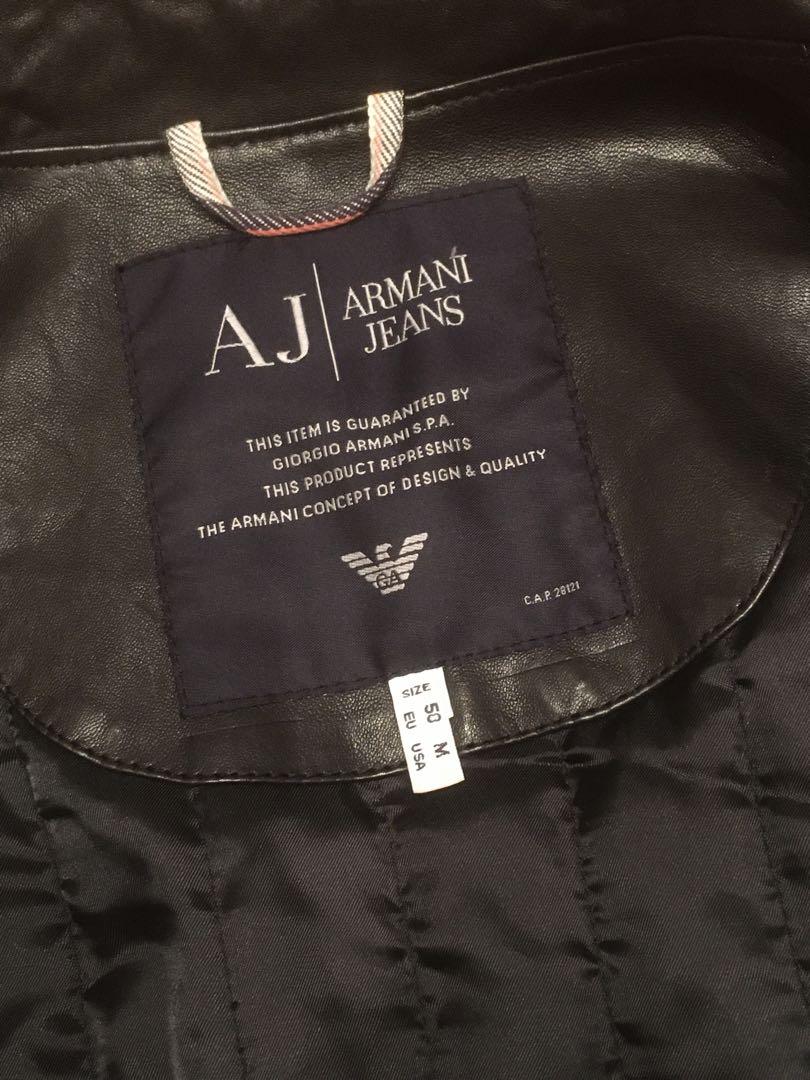 AJ
ARMANI
JEANS
THIS ITEM IS GUARANTEED BY
GIORGIO ARMANI S.P.A.
THIS PRODUCT REPRESENTS
THE ARMANI CONCEPT OF DESIGN & QUALITY
GA
C.A.P. 28121
SIZE
50 M
EU USA